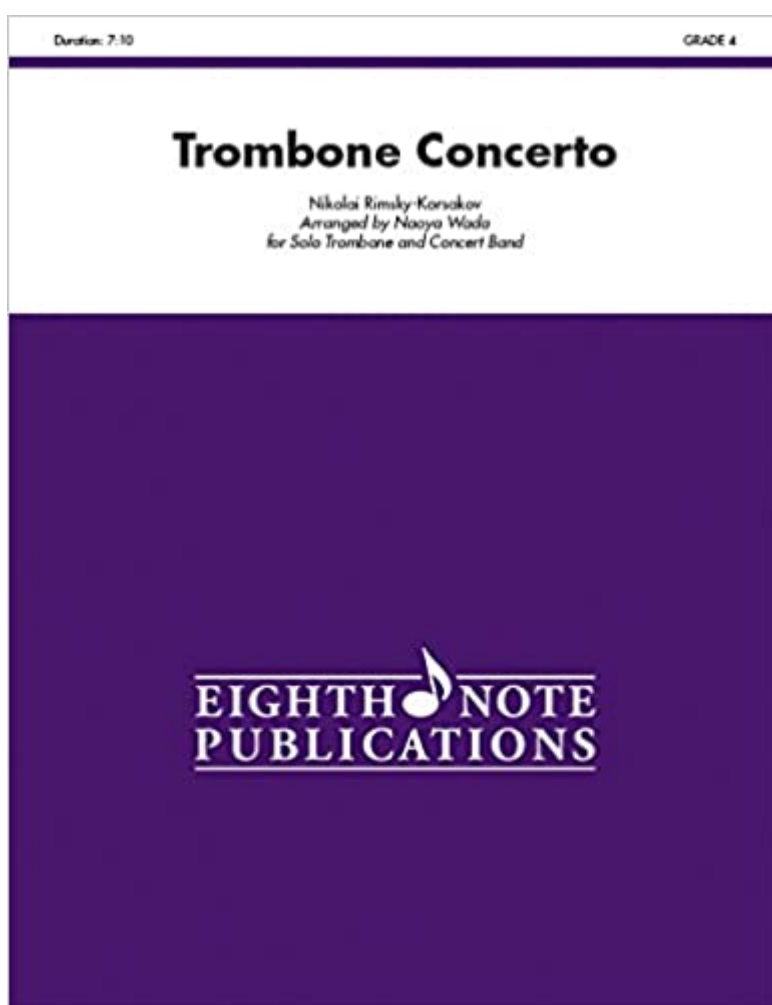 Duration: 7:10
GRADE 4
Trombone Concerto
Nikolai Rimsky-Korsakov
Arranged by Naoya Wada
for Solo Trombone and Concert Band
EIGHTH NOTE
PUBLICATIONS